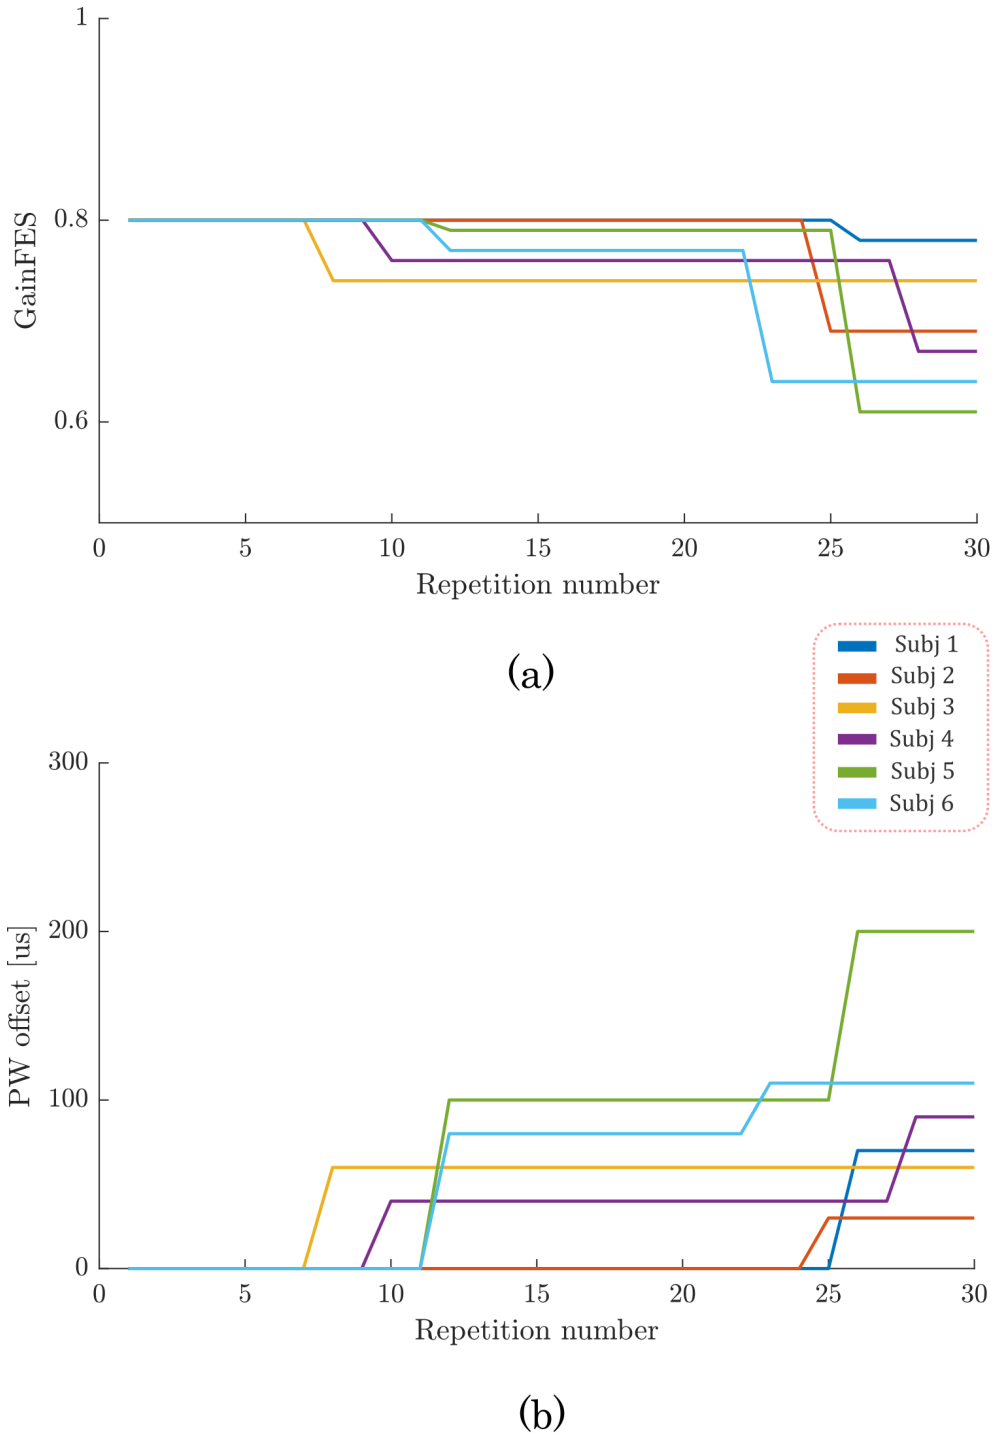 1
0.8
0.6
GainFES
0 5 10 15 20 25 30
Repetition number
(a)
Subj 1
Subj 2
Subj 3
Subj 4
Subj 5
Subj 6
300
200
100
0
PW offset [us]
0 5 10 15 20 25 30
Repetition number
(b)